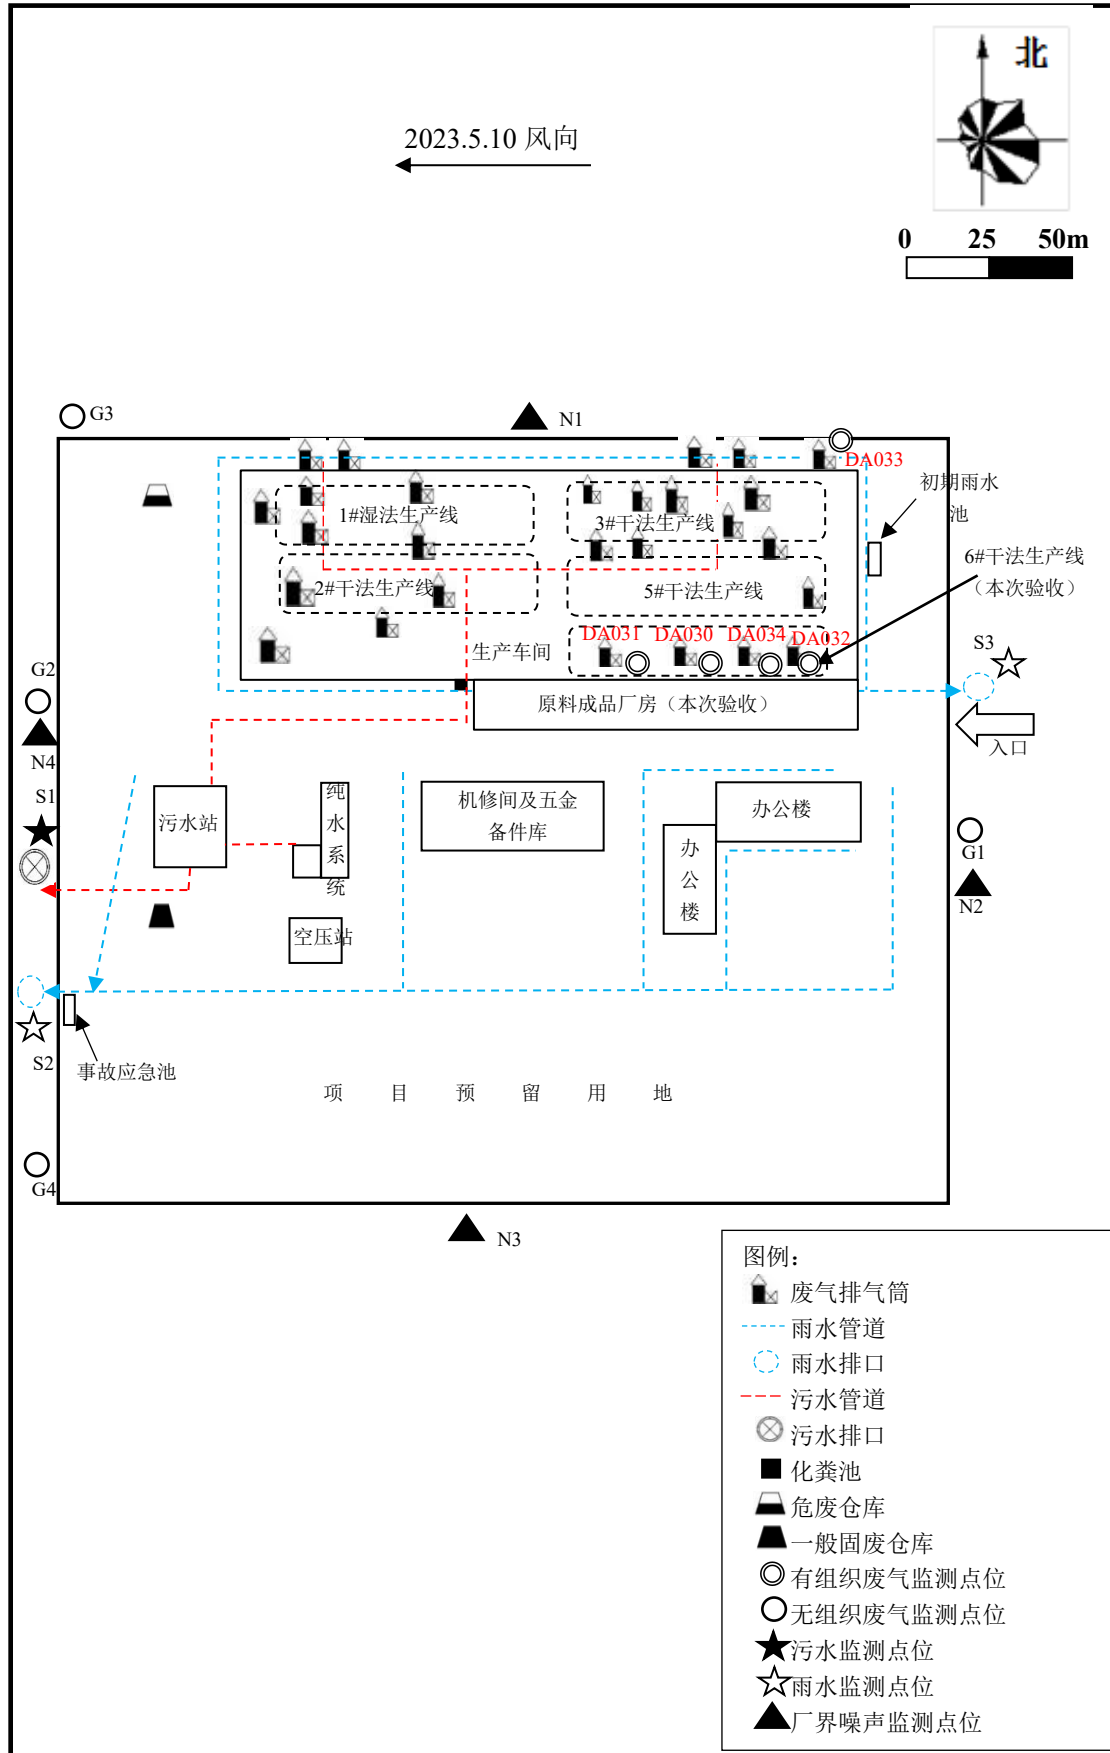 北
2023.5.10 风向
0 25 50m
G3
N1
DA033
初期雨水
池
1#湿法生产线
3#干法生产线
6#干法生产线
（本次验收）
2#干法生产线
5#干法生产线
DA031
DA030
DA034
DA032
生产车间
S3
G2
原料成品厂房（本次验收）
入口
N4
S1
污水站
纯
水
系
统
机修间及五金
备件库
办公楼
办
公
楼
G1
N2
空压站
S2
事故应急池
项 目 预 留 用 地
G4
N3
图例：
废气排气筒
雨水管道
雨水排口
污水管道
污水排口
化粪池
危废仓库
一般固废仓库
有组织废气监测点位
无组织废气监测点位
污水监测点位
雨水监测点位
厂界噪声监测点位